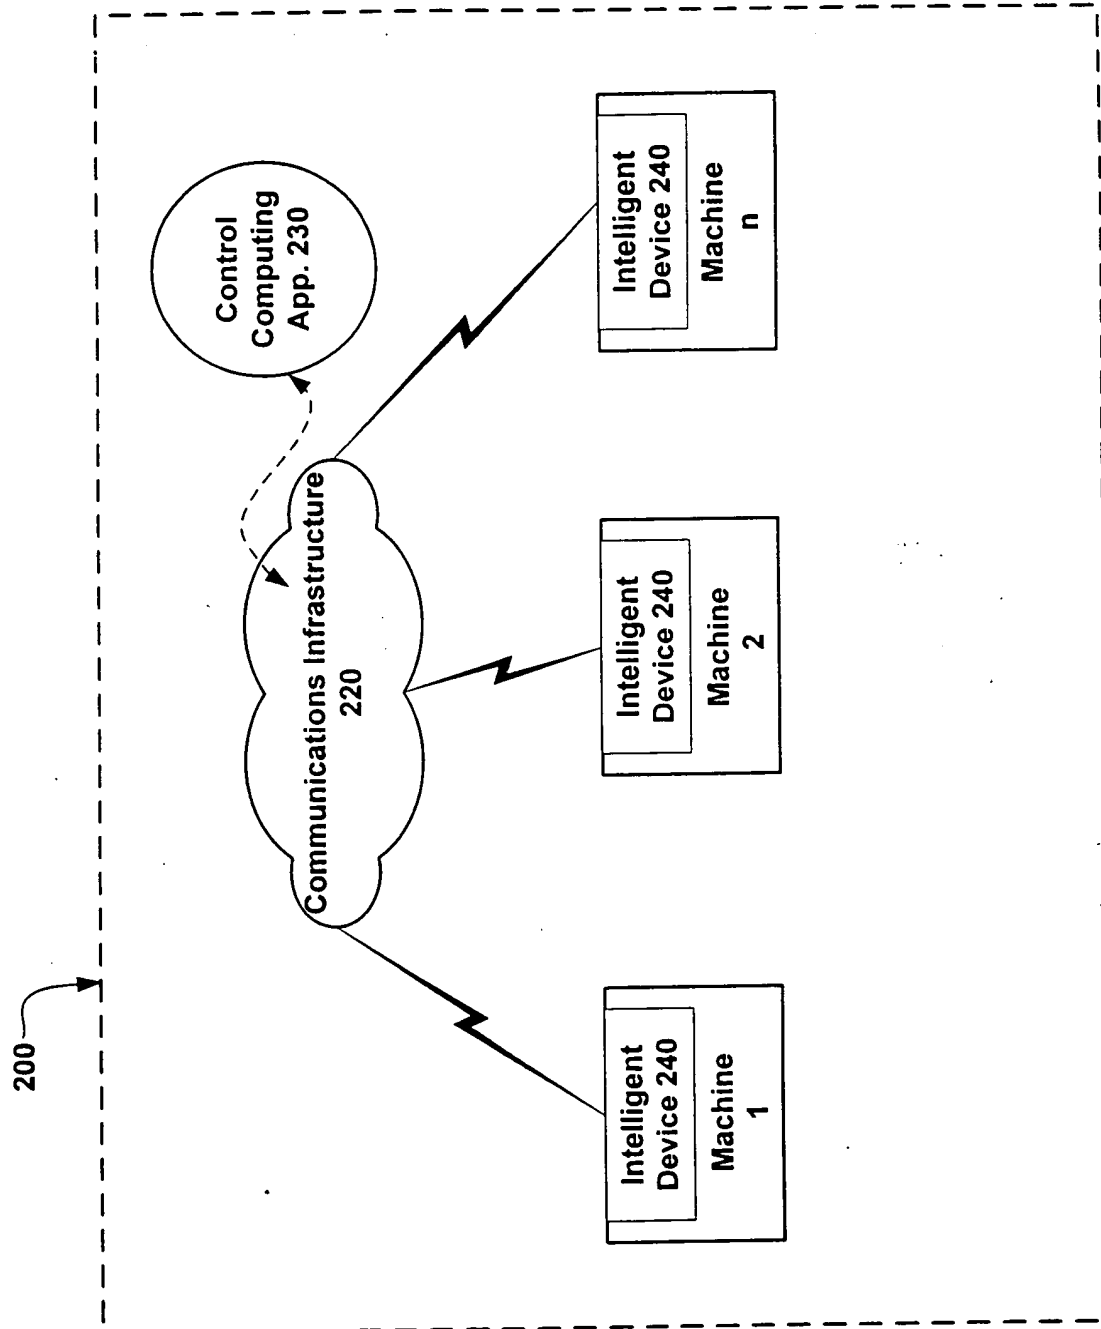 200
Control
Computing
App. 230
Communications Infrastructure
220
Intelligent
Device 240
Machine
1
Intelligent
Device 240
Machine
2
Intelligent
Device 240
Machine
n